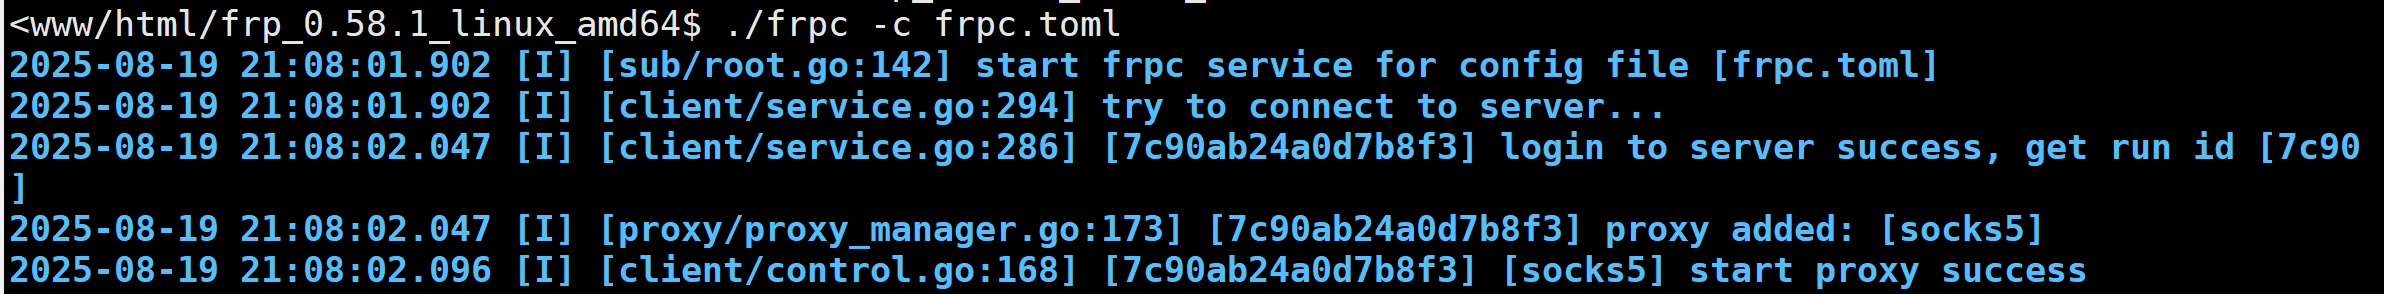 <www/html/frp_0.58.1_linux_amd64$ ./frpc -c frpc.toml
2025-08-19 21:08:01.902 [I] [sub/root.go:142] start frpc service for config file [frpc.toml]
2025-08-19 21:08:01.902 [I] [client/service.go:294] try to connect to server...
2025-08-19 21:08:02.047 [I] [client/service.go:286] [7c90ab24a0d7b8f3] login to server success, get run id [7c90
]
2025-08-19 21:08:02.047 [I] [proxy/proxy_manager.go:173] [7c90ab24a0d7b8f3] proxy added: [socks5]
2025-08-19 21:08:02.096 [I] [client/control.go:168] [7c90ab24a0d7b8f3] [socks5] start proxy success